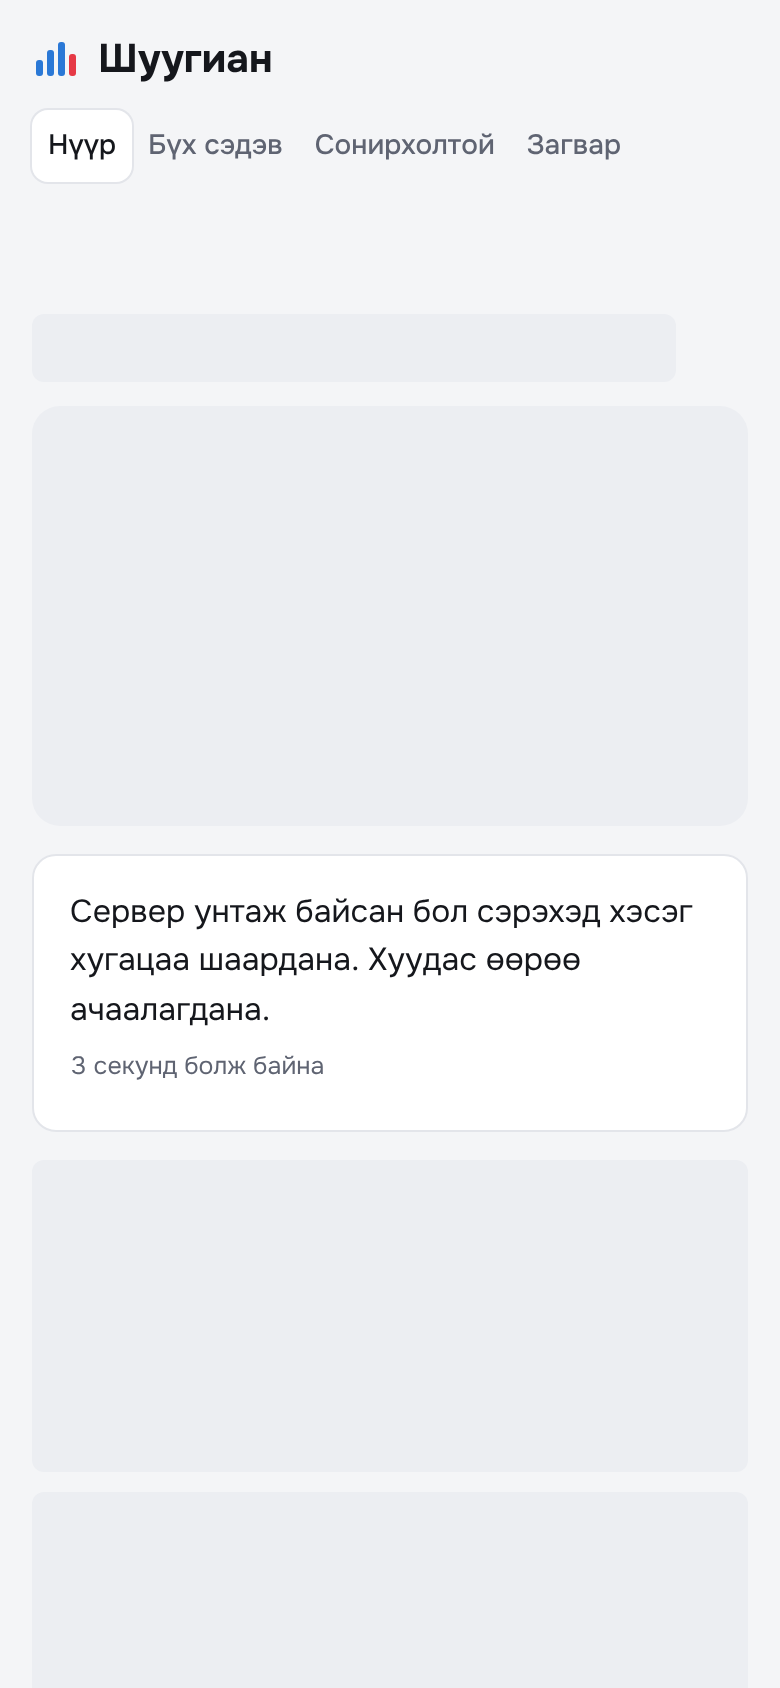 Шуугиан
Нүүр Бүх сэдэв Сонирхолтой Загвар
Сервер унтаж байсан бол сэрэхэд хэсэг
хугацаа шаардана. Хуудас өөрөө
ачаалагдана.
3 секунд болж байна